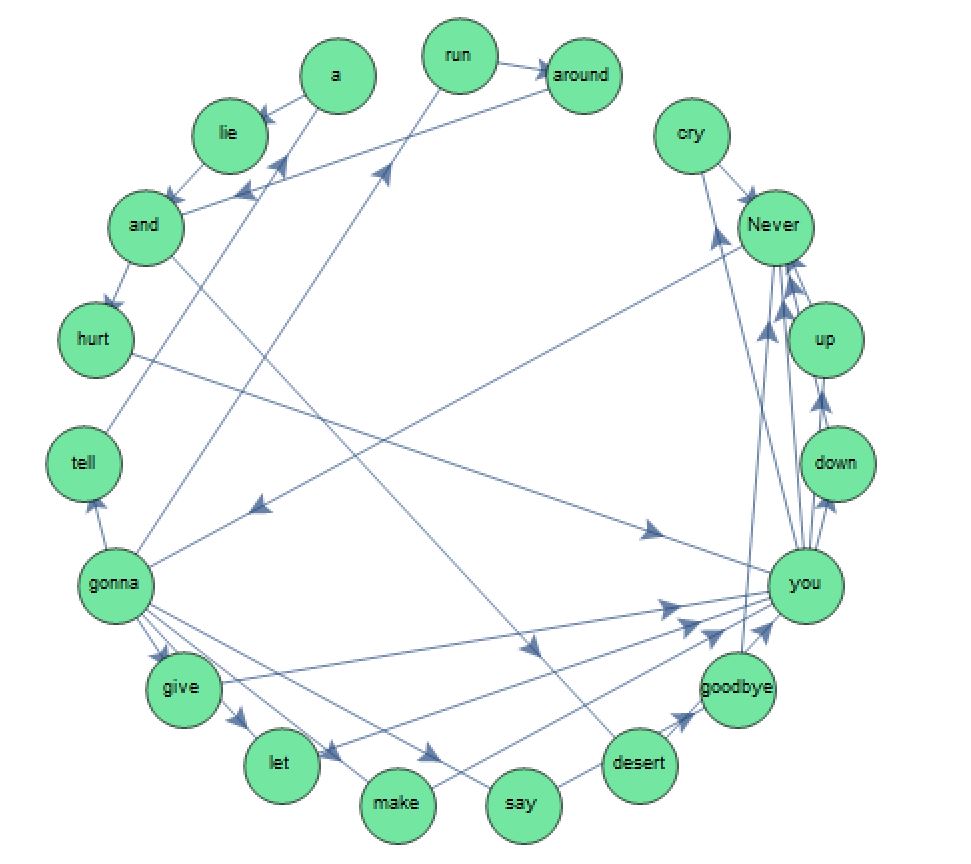 run
a
around
lie
cry
and
Never
hurt
up
tell
down
gonna
you
give
goodbye
let
desert
make
say